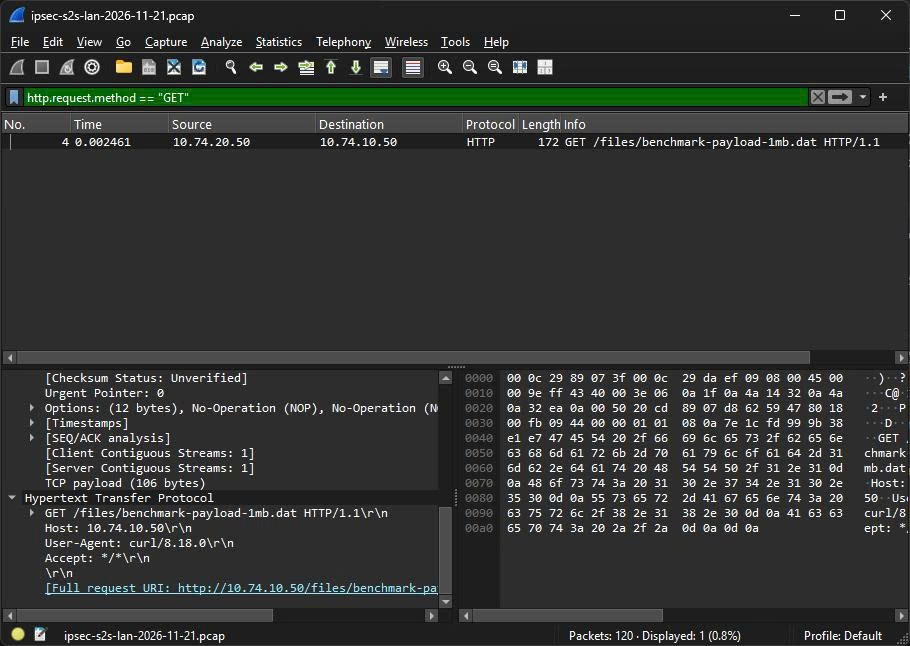 ipsec-s2s-lan-2026-11-21.pcap
File Edit View Go Capture Analyze Statistics Telephony Wireless Tools Help
http.request.method == "GET"
No. Time Source Destination Protocol Length Info
4 0.002461 10.74.20.50 10.74.10.50 HTTP 172 GET /files/benchmark-payload-1mb.dat HTTP/1.1
[Checksum Status: Unverified]
Urgent Pointer: 0
Options: (12 bytes), No-Operation (NOP), No-Operation (N
[Timestamps]
[SEQ/ACK analysis]
[Client Contiguous Streams: 1]
[Server Contiguous Streams: 1]
TCP payload (106 bytes)
Hypertext Transfer Protocol
GET /files/benchmark-payload-1mb.dat HTTP/1.1\r\n
Host: 10.74.10.50\r\n
User-Agent: curl/8.18.0\r\n
Accept: */*\r\n
\r\n
[Full request URI: http://10.74.10.50/files/benchmark-pa
0000 00 0c 29 89 07 3f 00 0c 29 da ef 09 08 00 45 00 ··)··?
0010 00 9e ff 43 40 00 3e 06 0a 1f 0a 4a 14 32 0a 4a ···C@·
0020 0a 32 ea 0a 00 50 20 cd 89 07 d8 62 59 47 80 18 ·2···P
0030 00 fb 09 44 00 00 01 01 08 0a 7e 1c fd 99 9b 38 ···D··
0040 e1 e7 47 45 54 20 2f 66 69 6c 65 73 2f 62 65 6e ··GET
0050 63 68 6d 61 72 6b 2d 70 61 79 6c 6f 61 64 2d 31 chmark
0060 6d 62 2e 64 61 74 20 48 54 54 50 2f 31 2e 31 0d mb.dat
0070 0a 48 6f 73 74 3a 20 31 30 2e 37 34 2e 31 30 2e ·Host:
0080 35 30 0d 0a 55 73 65 72 2d 41 67 65 6e 74 3a 20 50··Use
0090 63 75 72 6c 2f 38 2e 31 38 2e 30 0d 0a 41 63 63 curl/8
00a0 65 70 74 3a 20 2a 2f 2a 0d 0a 0d 0a ept: *
ipsec-s2s-lan-2026-11-21.pcap
Packets: 120 · Displayed: 1 (0.8%)
Profile: Default